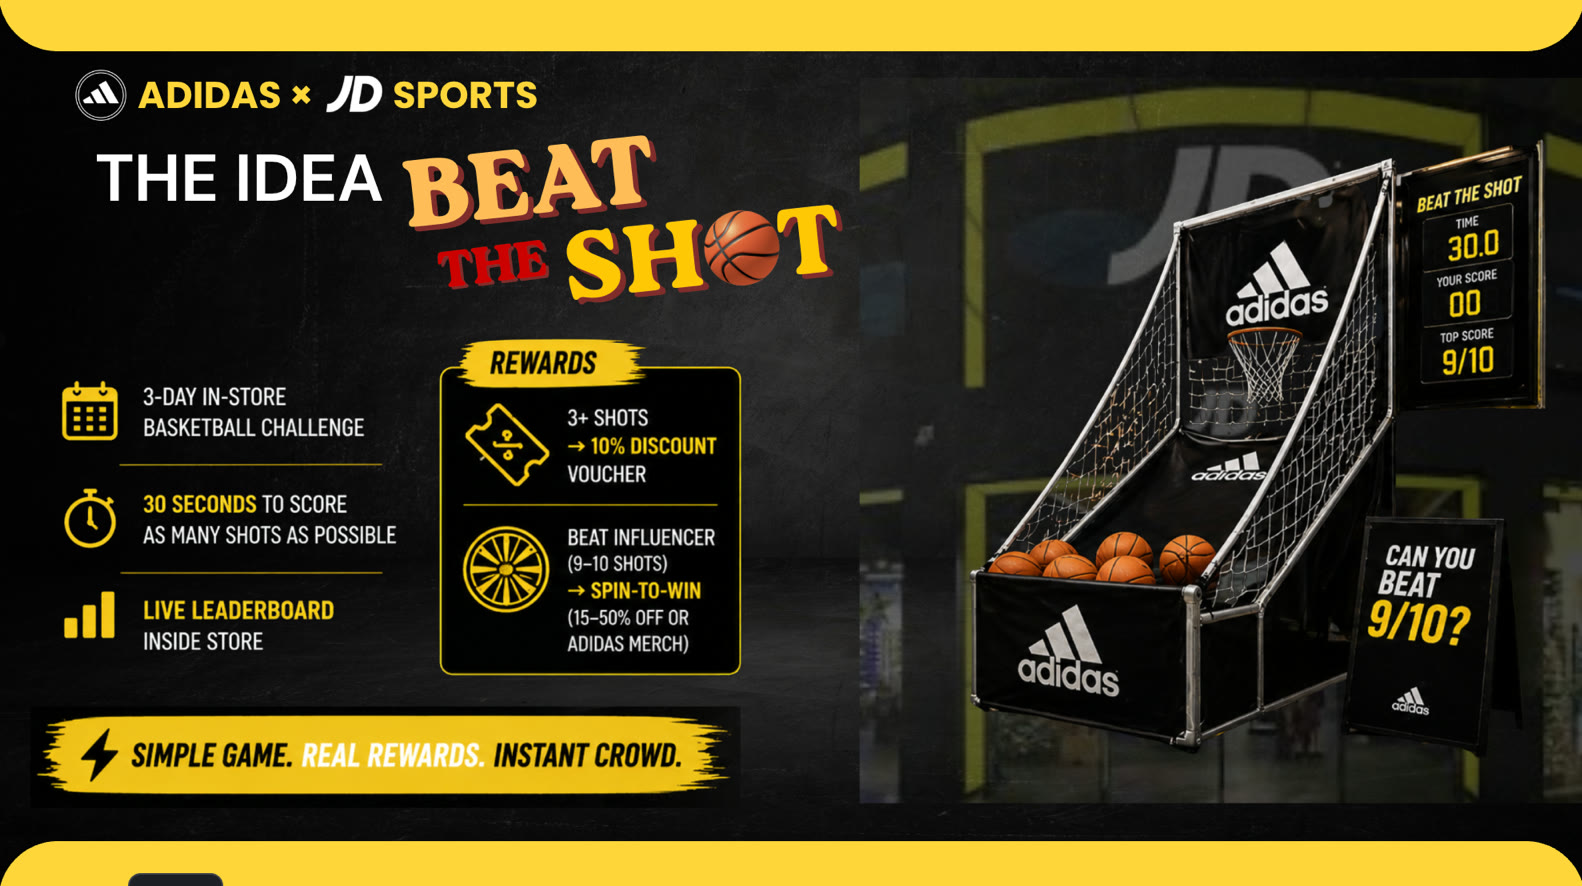 ADIDAS × JD SPORTS
THE IDEA
BEAT
THE SHOT
3-DAY IN-STORE
BASKETBALL CHALLENGE
30 SECONDS TO SCORE
AS MANY SHOTS AS POSSIBLE
LIVE LEADERBOARD
INSIDE STORE
REWARDS
3+ SHOTS
→ 10% DISCOUNT
VOUCHER
BEAT INFLUENCER
(9–10 SHOTS)
→ SPIN-TO-WIN
(15–50% OFF OR
ADIDAS MERCH)
SIMPLE GAME. REAL REWARDS. INSTANT CROWD.
JD
adidas
adidas
adidas
BEAT THE SHOT
TIME
30.0
YOUR SCORE
00
TOP SCORE
9/10
CAN YOU
BEAT
9/10?
adidas